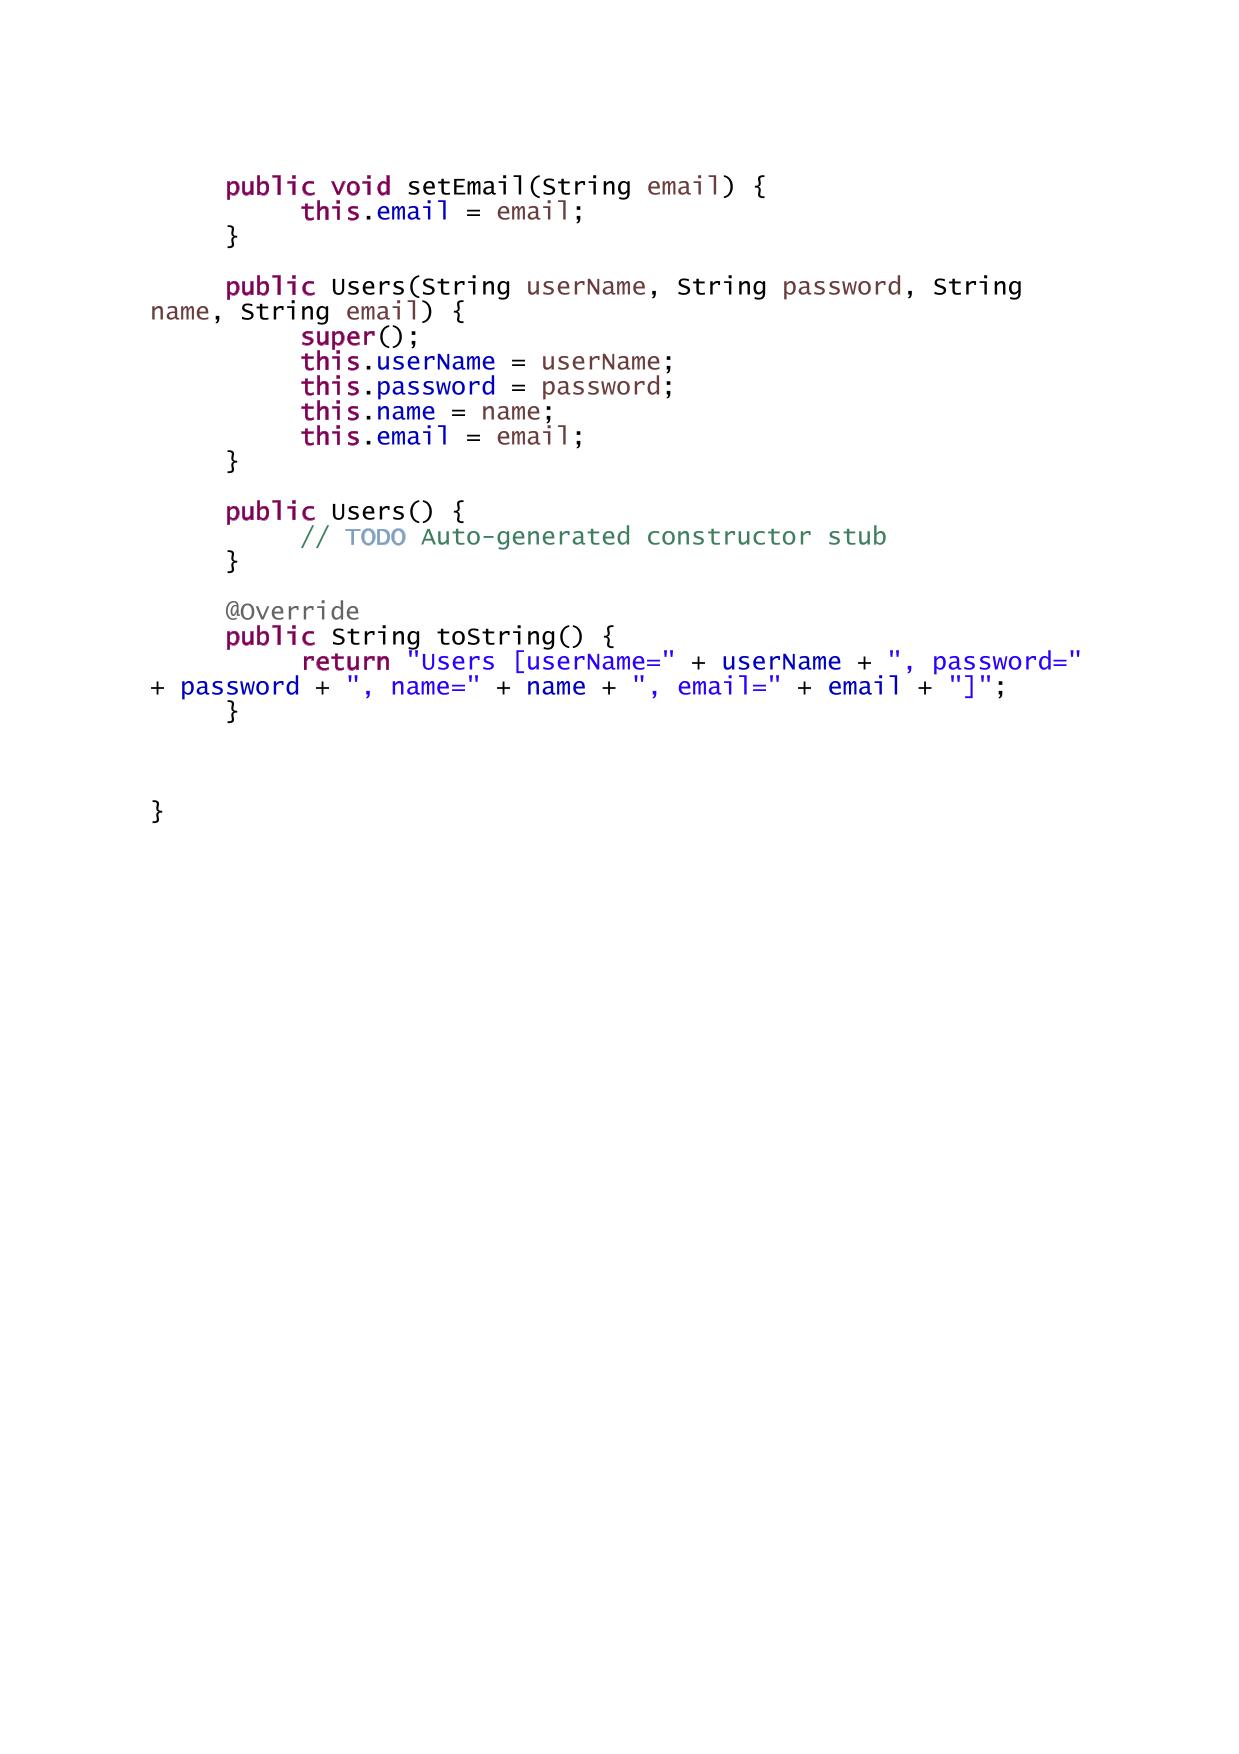 public void setEmail(String email) {
this.email = email;
}
public Users(String userName, String password, String
name, String email) {
super();
this.userName = userName;
this.password = password;
this.name = name;
this.email = email;
}
public Users() {
// TODO Auto-generated constructor stub
}
@Override
public String toString() {
return "Users [userName=" + userName + ", password="
+ password + ", name=" + name + ", email=" + email + "]";
}
}